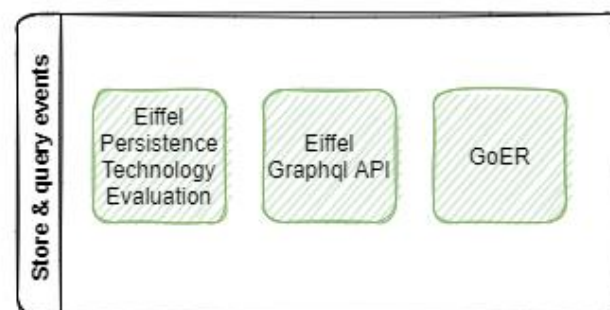 Store & query events
Eiffel
Persistence
Technology
Evaluation
Eiffel
Graphql API
GoER